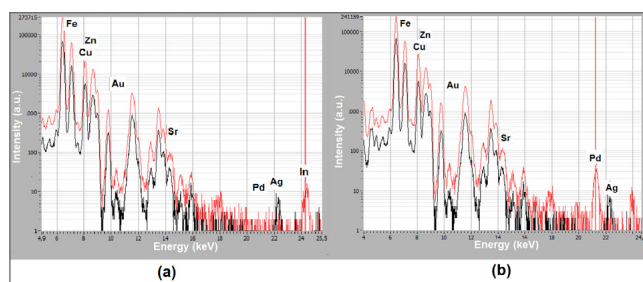 273715
100000
10000
1000
100
10
1
Intensity (a.u.)
Fe
Zn
Cu
Au
Sr
Pd
Ag
In
4,9 6 8 10 12 14 16 18 20 22 24 25,5
Energy (keV)
(a)
241189
100000
10000
1000
100
10
1
Intensity (a.u.)
Fe
Zn
Cu
Au
Sr
Pd
Ag
4 6 8 10 12 14 16 18 20 22 24,
Energy (keV)
(b)